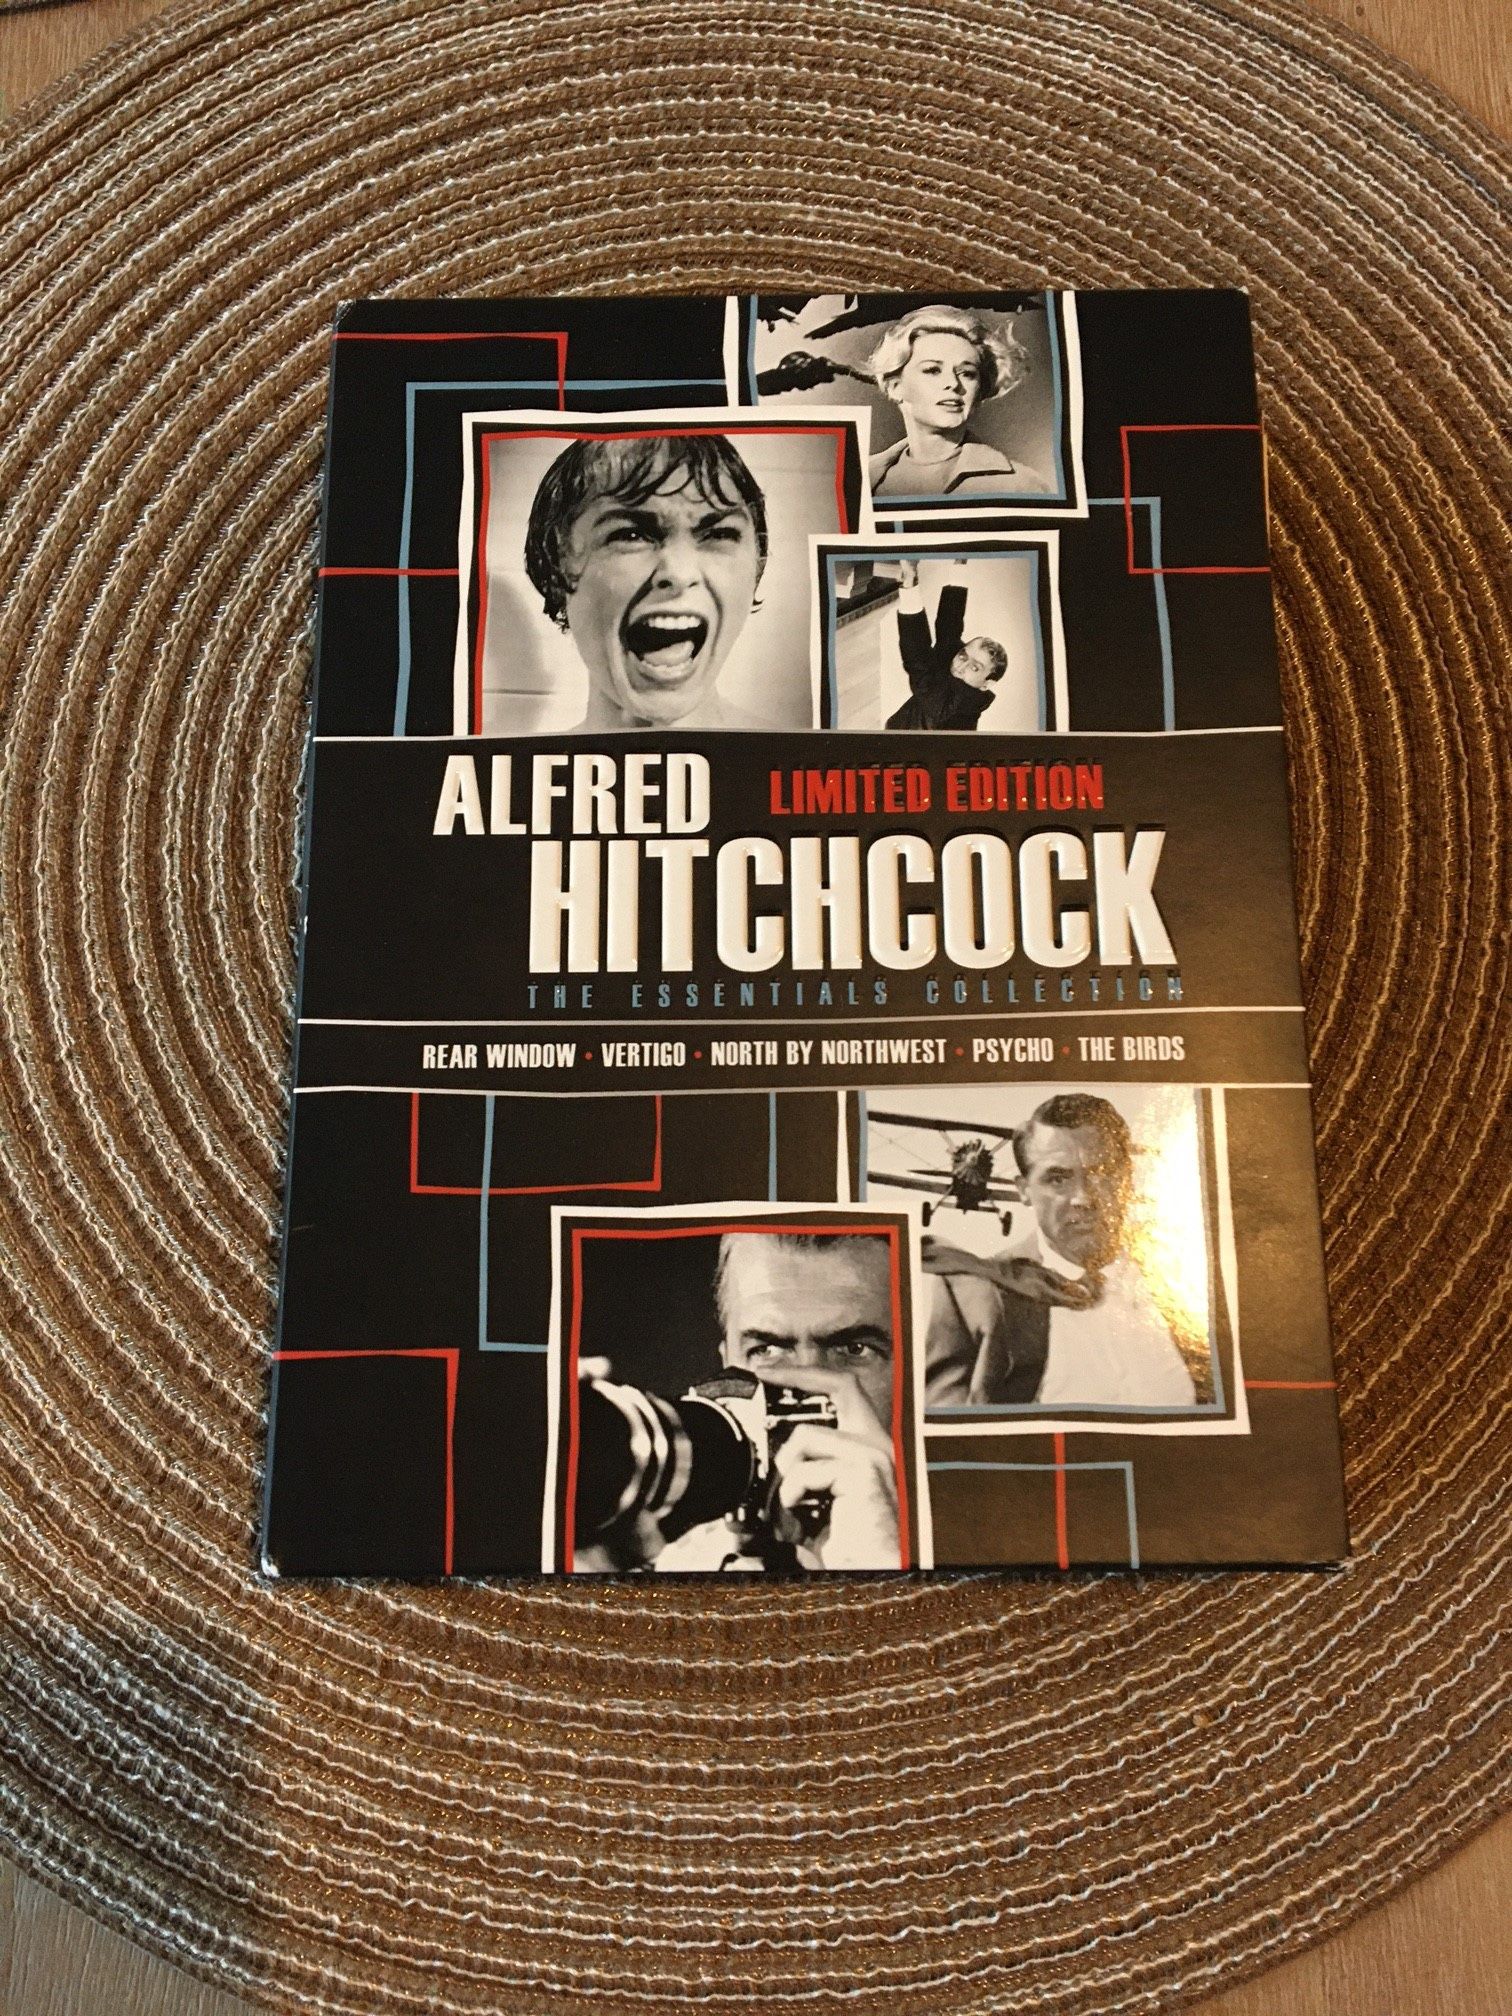 ALFRED LIMITED EDITION
HITCHCOCK
THE ESSENTIALS COLLECTION
REAR WINDOW • VERTIGO • NORTH BY NORTHWEST • PSYCHO • THE BIRDS